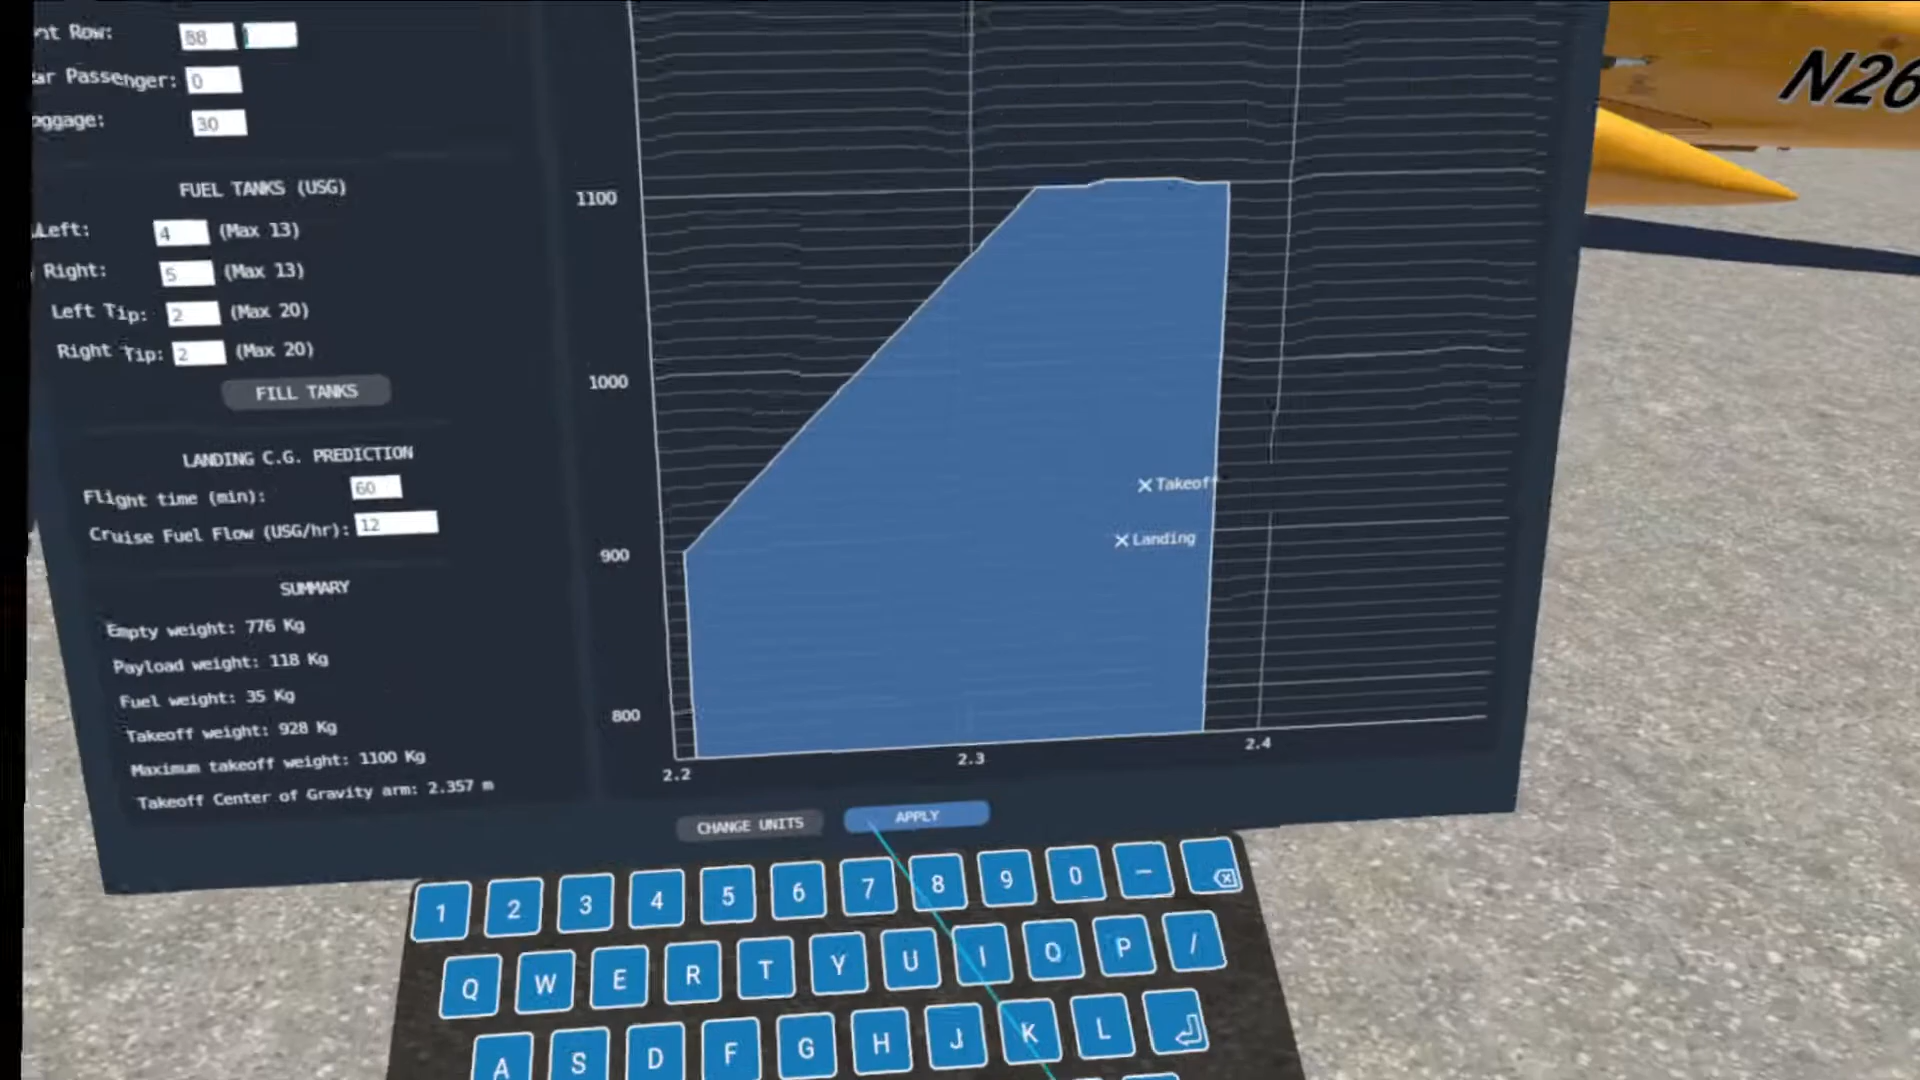 nt Row: 88
ar Passenger: 0
ggage: 30
FUEL TANKS (USG)
Left: 4 (Max 13)
Right: 5 (Max 13)
Left Tip: 2 (Max 20)
Right Tip: 2 (Max 20)
FILL TANKS
LANDING C.G. PREDICTION
Flight time (min): 60
Cruise Fuel Flow (USG/hr): 12
SUMMARY
Empty weight: 776 Kg
Payload weight: 118 Kg
Fuel weight: 35 Kg
Takeoff weight: 928 Kg
Maximum takeoff weight: 1100 Kg
Takeoff Center of Gravity arm: 2.357 m
1100
1000
900
800
2.2 2.3 2.4
Takeoff
Landing
CHANGE UNITS APPLY
N26
1 2 3 4 5 6 7 8 9 0 −
Q W E R T Y U I O P /
A S D F G H J K L